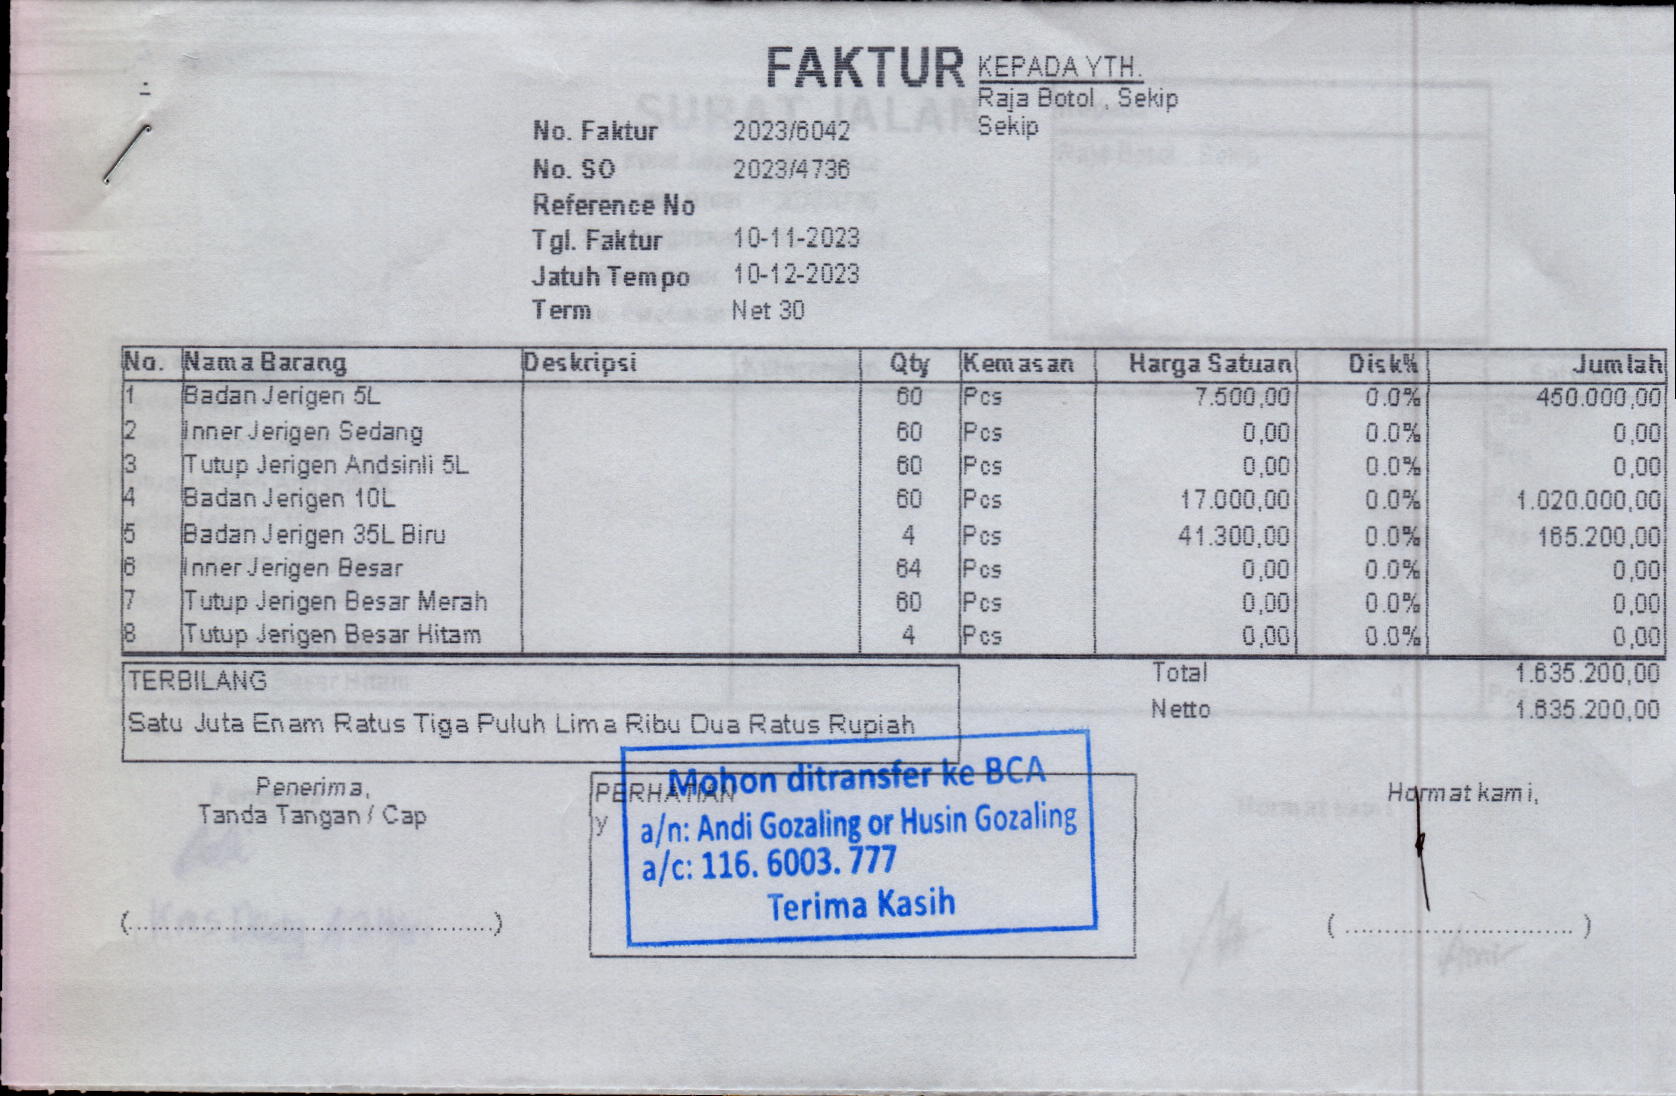 FAKTUR
KEPADA YTH.
Raja Botol , Sekip
Sekip
No. Faktur 2023/6042
No. SO 2023/4736
Reference No
Tgl. Faktur 10-11-2023
Jatuh Tempo 10-12-2023
Term Net 30
No. Nama Barang Deskripsi Qty Kemasan Harga Satuan Disk% Jumlah
1 Badan Jerigen 5L 60 Pcs 7.500,00 0.0% 450.000,00
2 Inner Jerigen Sedang 60 Pcs 0,00 0.0% 0,00
3 Tutup Jerigen Andsinli 5L 60 Pcs 0,00 0.0% 0,00
4 Badan Jerigen 10L 60 Pcs 17.000,00 0.0% 1.020.000,00
5 Badan Jerigen 35L Biru 4 Pcs 41.300,00 0.0% 165.200,00
6 Inner Jerigen Besar 64 Pcs 0,00 0.0% 0,00
7 Tutup Jerigen Besar Merah 60 Pcs 0,00 0.0% 0,00
8 Tutup Jerigen Besar Hitam 4 Pcs 0,00 0.0% 0,00
Total 1.635.200,00
Netto 1.635.200,00
TERBILANG
Satu Juta Enam Ratus Tiga Puluh Lima Ribu Dua Ratus Rupiah
Penerima,
Tanda Tangan / Cap
(....................................................)
PERHATIAN
y
Mohon ditransfer ke BCA
a/n: Andi Gozaling or Husin Gozaling
a/c: 116. 6003. 777
Terima Kasih
Hormat kami,
( ................................ )